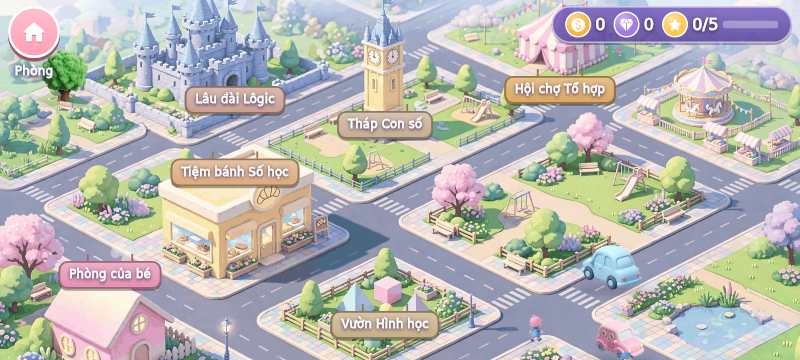 0 0 0/5
Phòng
Lâu đài Lôgic
Hội chợ Tổ hợp
Tháp Con số
Tiệm bánh Số học
Phòng của bé
Vườn Hình học